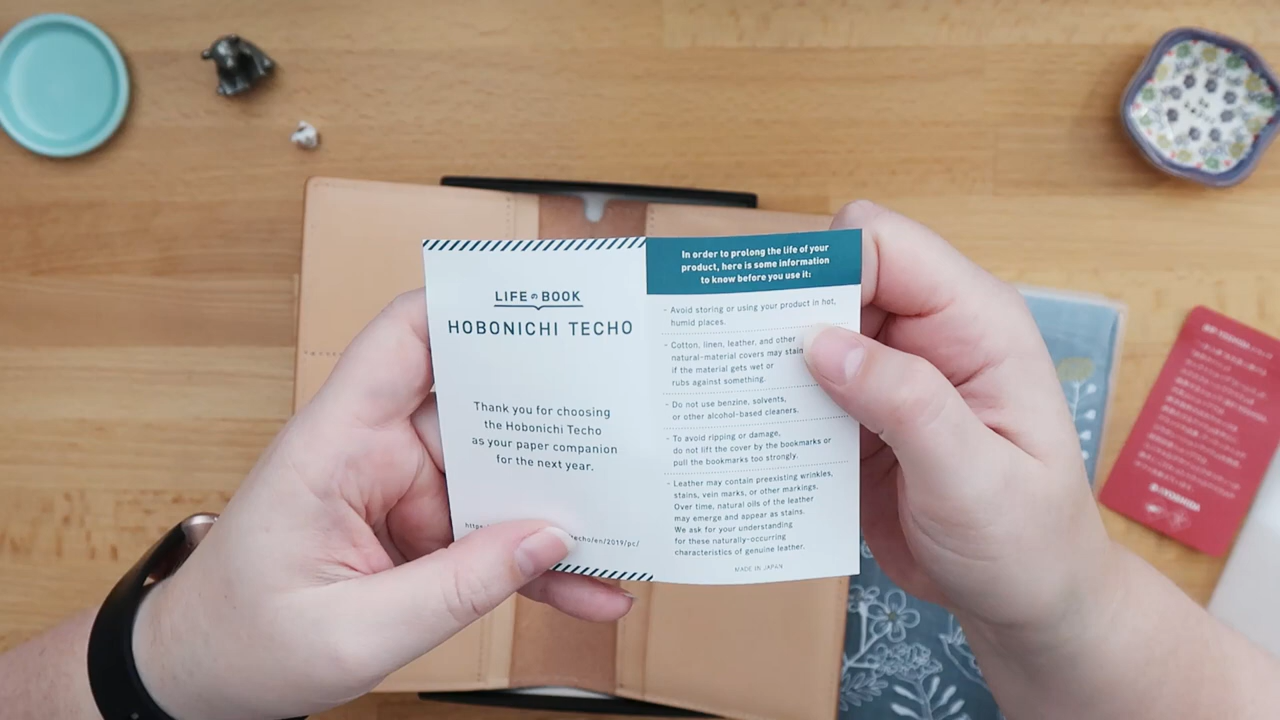 LIFE の BOOK
HOBONICHI TECHO
Thank you for choosing
the Hobonichi Techo
as your paper companion
for the next year.
echo/en/2019/pc/
In order to prolong the life of your
product, here is some information
to know before you use it:
- Avoid storing or using your product in hot,
humid places.
- Cotton, linen, leather, and other
natural-material covers may stain
if the material gets wet or
rubs against something.
- Do not use benzine, solvents,
or other alcohol-based cleaners.
- To avoid ripping or damage,
do not lift the cover by the bookmarks or
pull the bookmarks too strongly.
- Leather may contain preexisting wrinkles,
stains, vein marks, or other markings.
Over time, natural oils of the leather
may emerge and appear as stains.
We ask for your understanding
for these naturally-occurring
characteristics of genuine leather.
MADE IN JAPAN
YOSHIDA